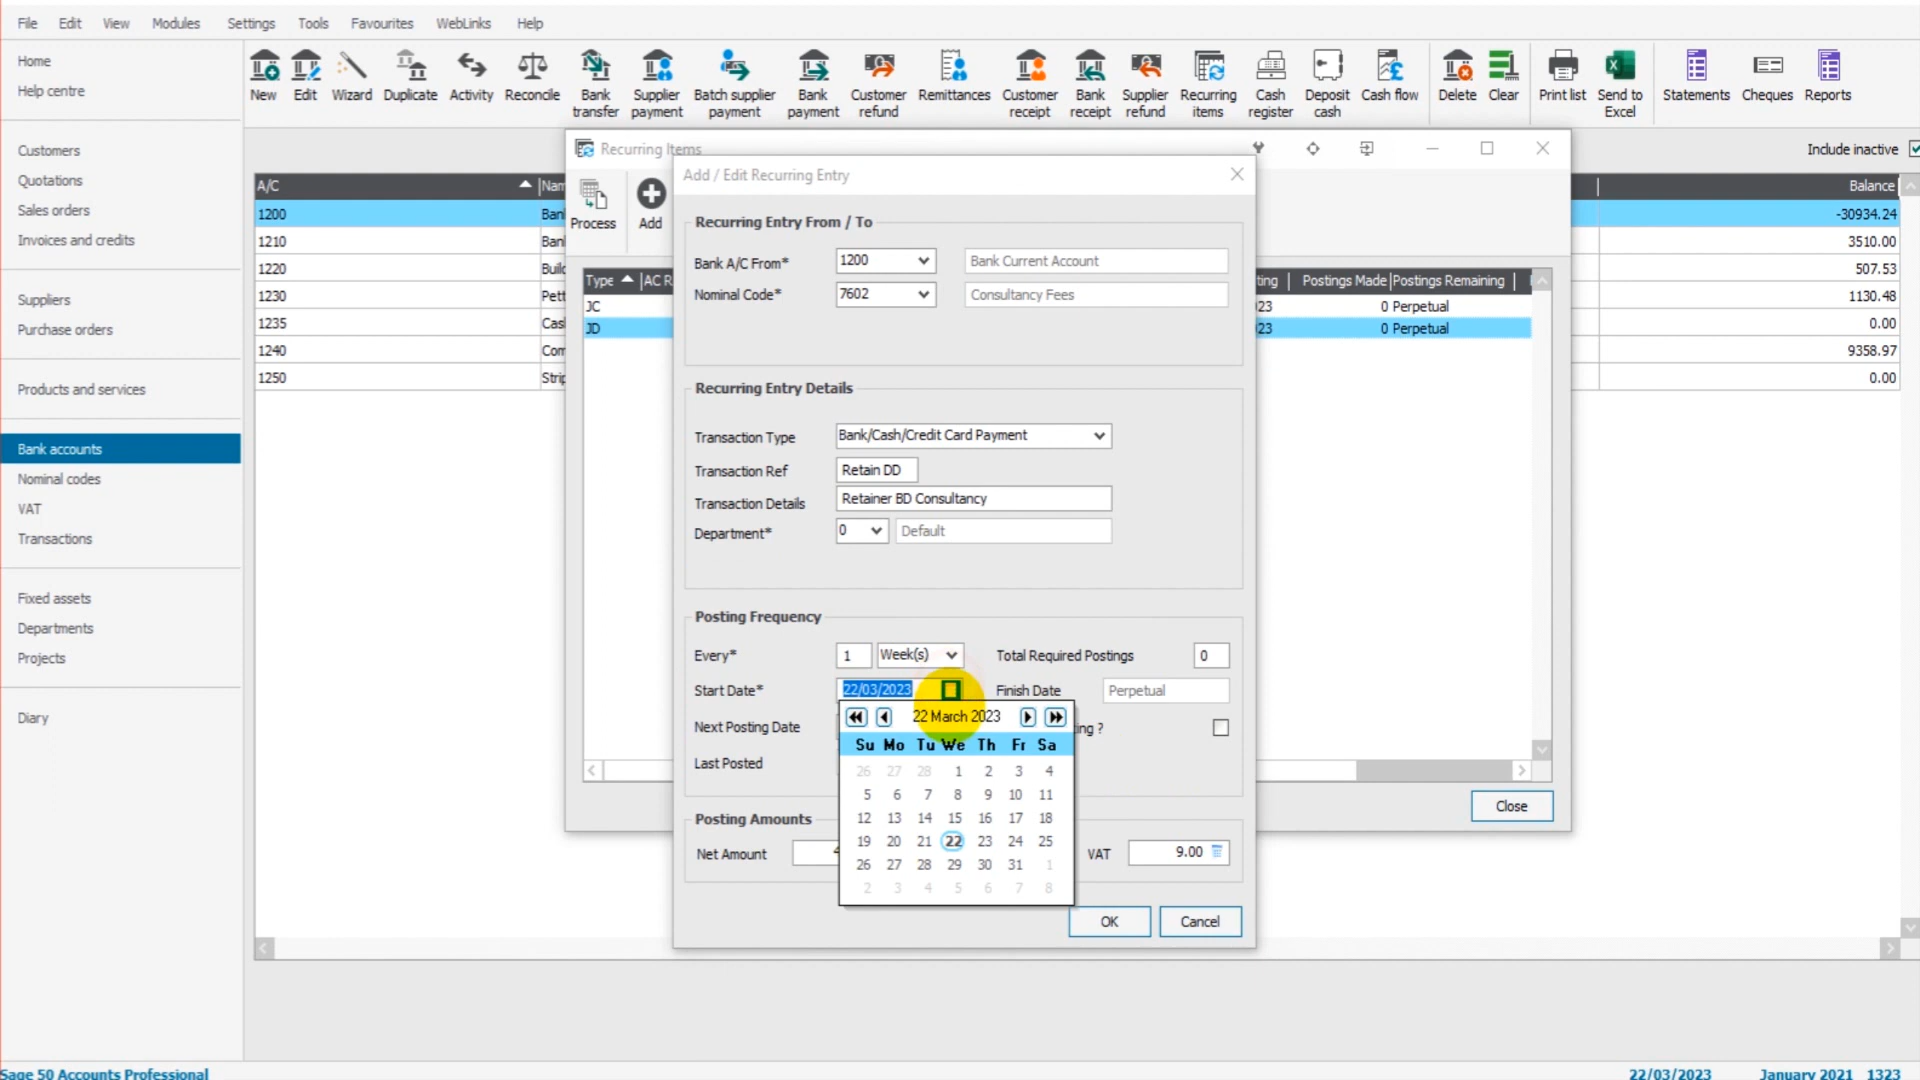 File Edit View Modules Settings Tools Favourites WebLinks Help
Home
Help centre
Customers
Quotations
Sales orders
Invoices and credits
Suppliers
Purchase orders
Products and services
Bank accounts
Nominal codes
VAT
Transactions
Fixed assets
Departments
Projects
Diary
New Edit Wizard Duplicate Activity Reconcile Bank transfer Supplier payment Batch supplier payment Bank payment Customer refund Remittances Customer receipt Bank receipt Supplier refund Recurring items Cash register Deposit cash Cash flow Delete Clear Print list Send to Excel Statements Cheques Reports
Include inactive
A/C Nam Balance
1200 Ban -30934.24
1210 Ban 3510.00
1220 Build 507.53
1230 Pett 1130.48
1235 Cas 0.00
1240 Com 9358.97
1250 Strip 0.00
Recurring Items
Process Add
Type AC R ting Postings Made Postings Remaining
JC 23 0 Perpetual
JD 23 0 Perpetual
Close
Add / Edit Recurring Entry
Recurring Entry From / To
Bank A/C From* 1200 Bank Current Account
Nominal Code* 7602 Consultancy Fees
Recurring Entry Details
Transaction Type Bank/Cash/Credit Card Payment
Transaction Ref Retain DD
Transaction Details Retainer BD Consultancy
Department* 0 Default
Posting Frequency
Every* 1 Week(s) Total Required Postings 0
Start Date* 22/03/2023 Finish Date Perpetual
Next Posting Date ing ?
Last Posted
22 March 2023
Su Mo Tu We Th Fr Sa
26 27 28 1 2 3 4
5 6 7 8 9 10 11
12 13 14 15 16 17 18
19 20 21 22 23 24 25
26 27 28 29 30 31 1
2 3 4 5 6 7 8
Posting Amounts
Net Amount VAT 9.00
OK Cancel
Sage 50 Accounts Professional 22/03/2023 January 2021 1323